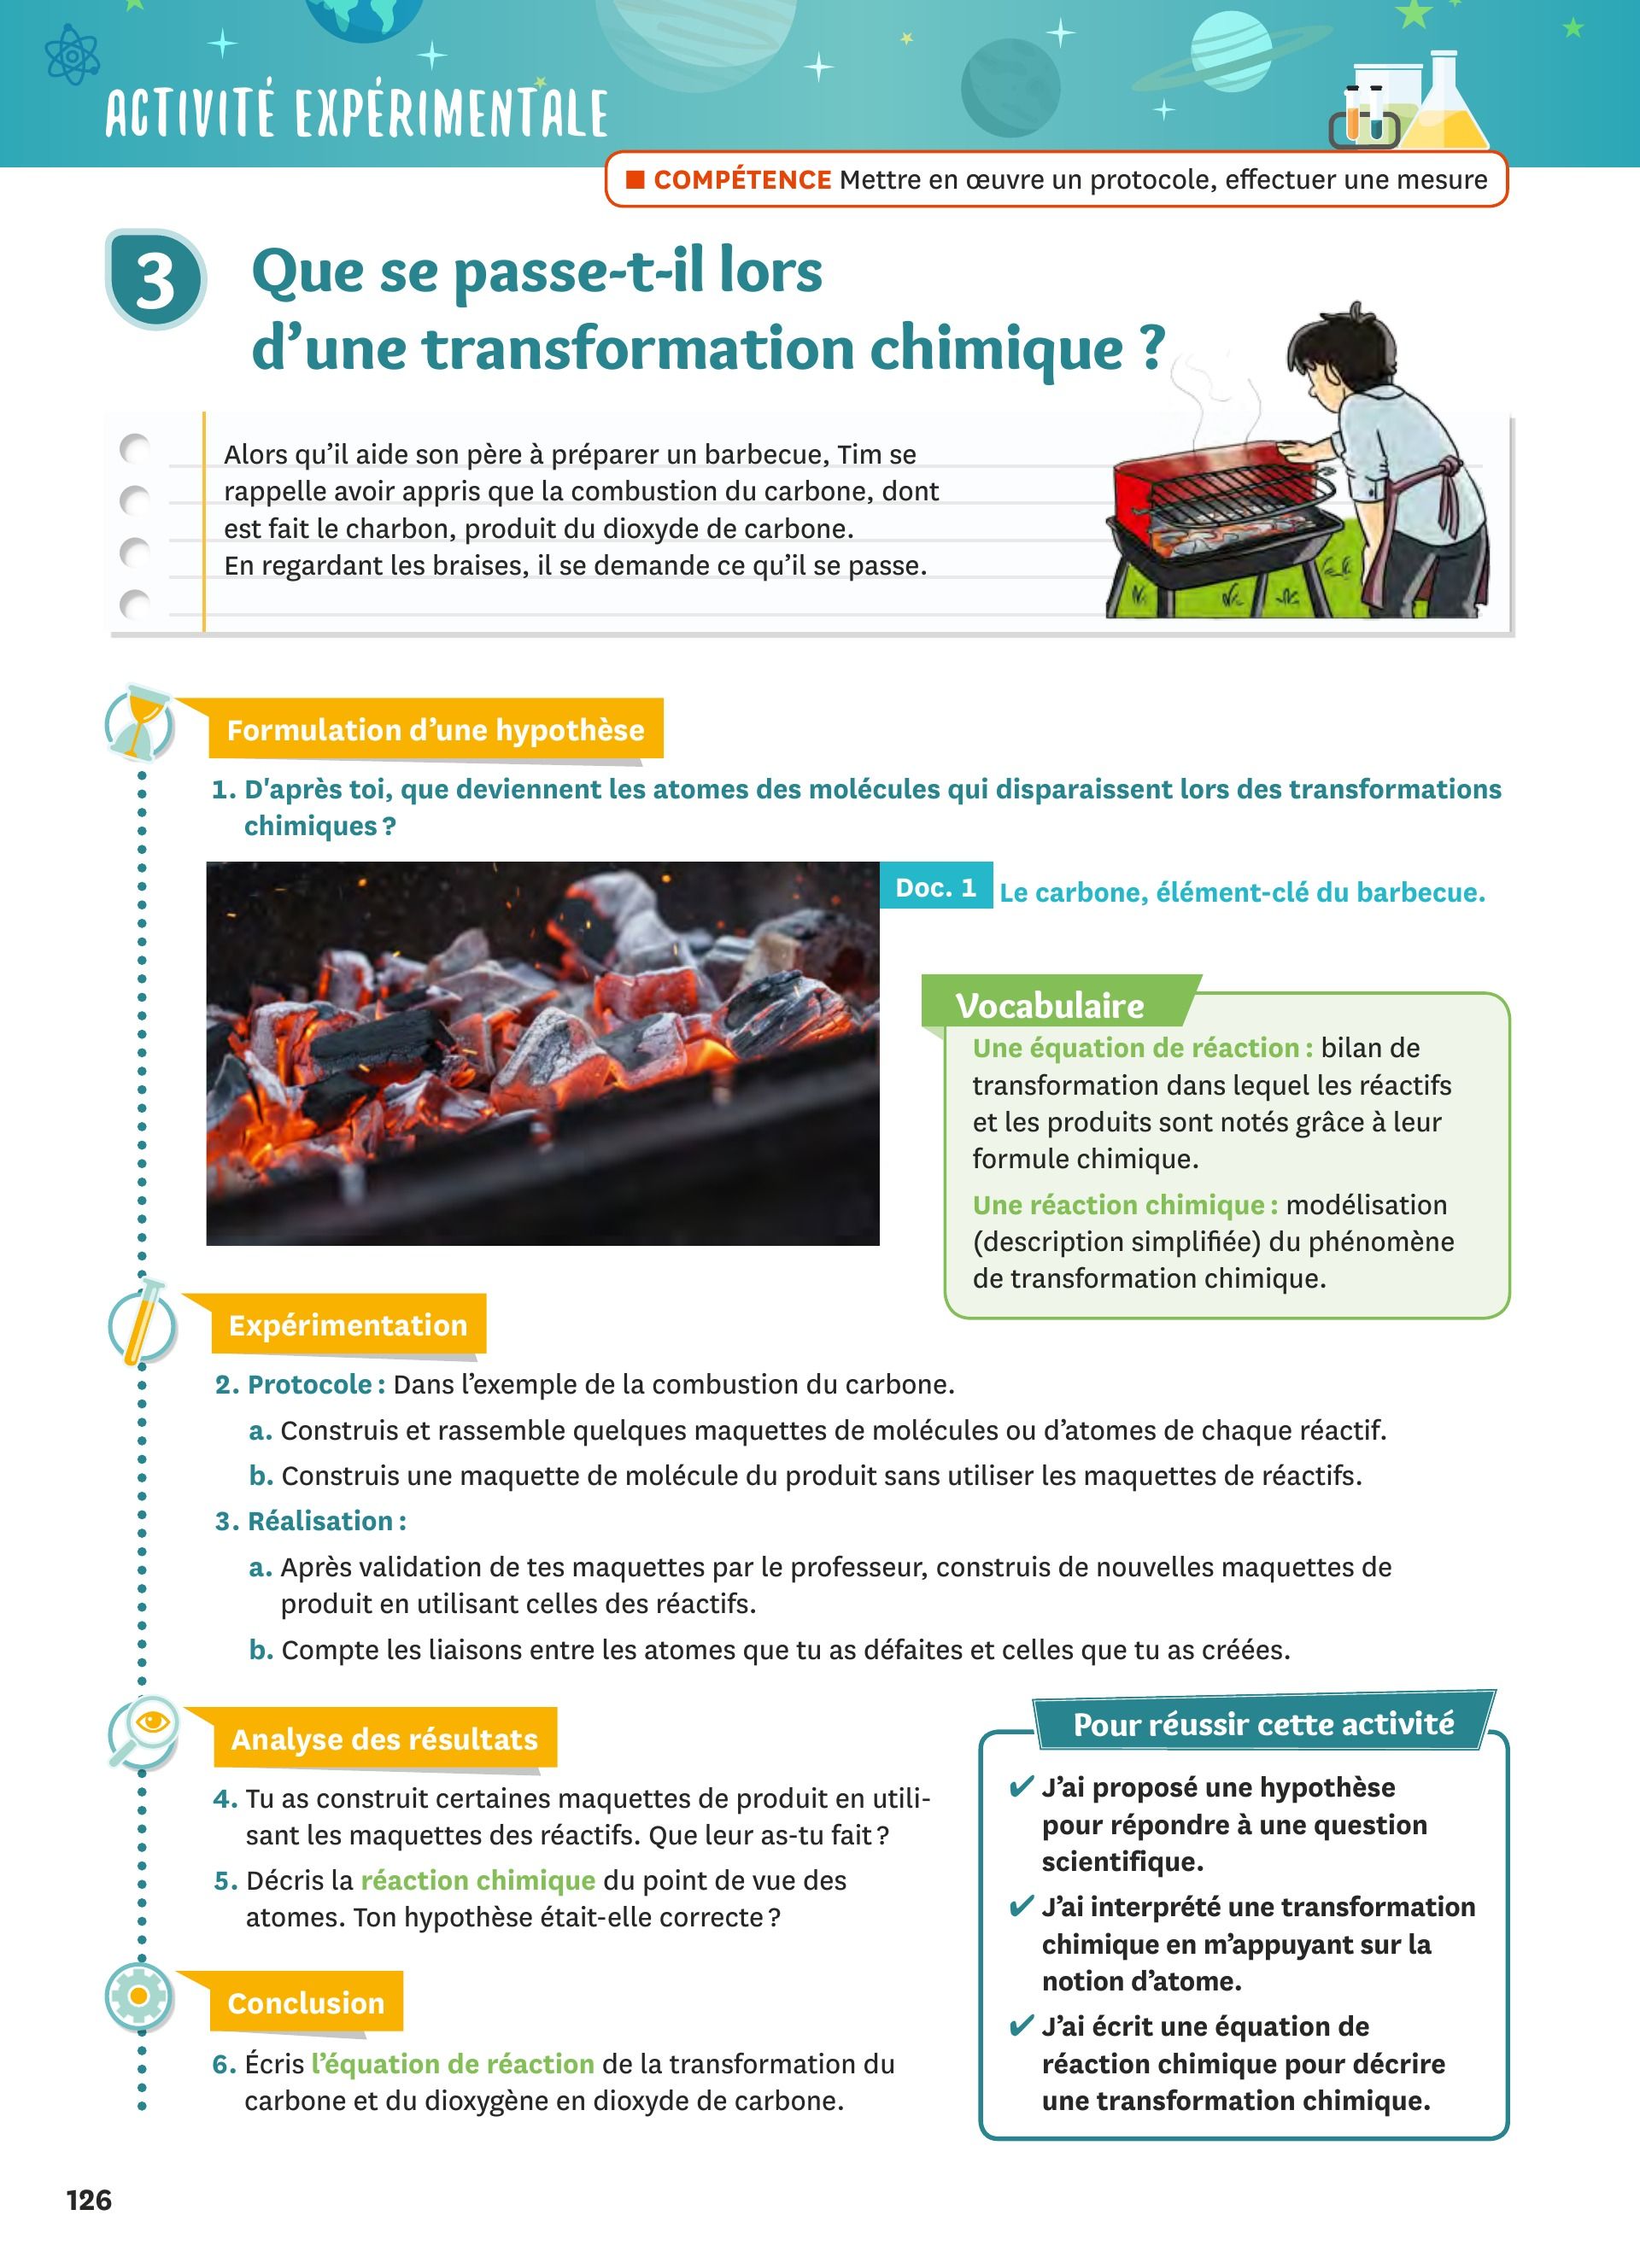 ACTIVITÉ EXPÉRIMENTALE
■ COMPÉTENCE Mettre en œuvre un protocole, effectuer une mesure
3
Que se passe-t-il lors
d’une transformation chimique ?
Alors qu’il aide son père à préparer un barbecue, Tim se
rappelle avoir appris que la combustion du carbone, dont
est fait le charbon, produit du dioxyde de carbone.
En regardant les braises, il se demande ce qu’il se passe.
Formulation d’une hypothèse
1. D'après toi, que deviennent les atomes des molécules qui disparaissent lors des transformations
chimiques ?
Doc. 1 Le carbone, élément-clé du barbecue.
Vocabulaire
Une équation de réaction : bilan de
transformation dans lequel les réactifs
et les produits sont notés grâce à leur
formule chimique.
Une réaction chimique : modélisation
(description simplifiée) du phénomène
de transformation chimique.
Expérimentation
2. Protocole : Dans l’exemple de la combustion du carbone.
a. Construis et rassemble quelques maquettes de molécules ou d’atomes de chaque réactif.
b. Construis une maquette de molécule du produit sans utiliser les maquettes de réactifs.
3. Réalisation :
a. Après validation de tes maquettes par le professeur, construis de nouvelles maquettes de
produit en utilisant celles des réactifs.
b. Compte les liaisons entre les atomes que tu as défaites et celles que tu as créées.
Analyse des résultats
4. Tu as construit certaines maquettes de produit en utili-
sant les maquettes des réactifs. Que leur as-tu fait ?
5. Décris la réaction chimique du point de vue des
atomes. Ton hypothèse était-elle correcte ?
Conclusion
6. Écris l’équation de réaction de la transformation du
carbone et du dioxygène en dioxyde de carbone.
Pour réussir cette activité
✔ J’ai proposé une hypothèse
pour répondre à une question
scientifique.
✔ J’ai interprété une transformation
chimique en m’appuyant sur la
notion d’atome.
✔ J’ai écrit une équation de
réaction chimique pour décrire
une transformation chimique.
126